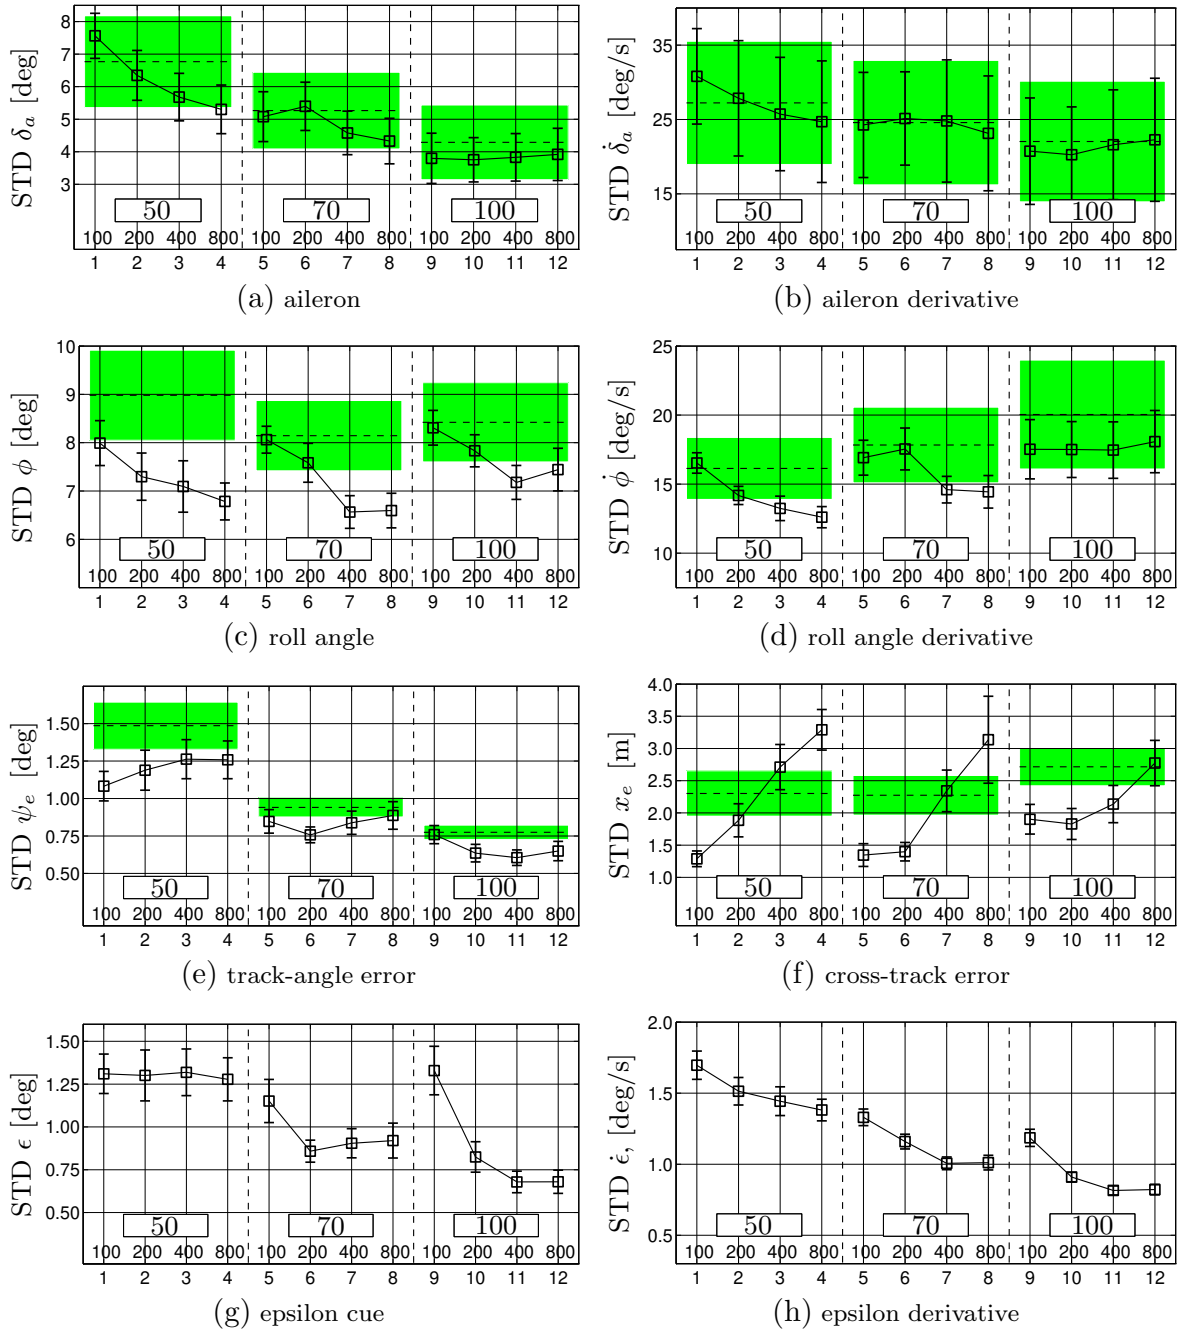 8
7
6
5
4
3
STD δₐ [deg]
50 70 100
100 200 400 800 100 200 400 800 100 200 400 800
1 2 3 4 5 6 7 8 9 10 11 12
(a) aileron
35
25
15
STD δ̇ₐ [deg/s]
50 70 100
100 200 400 800 100 200 400 800 100 200 400 800
1 2 3 4 5 6 7 8 9 10 11 12
(b) aileron derivative
10
9
8
7
6
STD ϕ [deg]
50 70 100
100 200 400 800 100 200 400 800 100 200 400 800
1 2 3 4 5 6 7 8 9 10 11 12
(c) roll angle
25
20
15
10
STD ϕ̇ [deg/s]
50 70 100
100 200 400 800 100 200 400 800 100 200 400 800
1 2 3 4 5 6 7 8 9 10 11 12
(d) roll angle derivative
1.50
1.25
1.00
0.75
0.50
STD ψₑ [deg]
50 70 100
100 200 400 800 100 200 400 800 100 200 400 800
1 2 3 4 5 6 7 8 9 10 11 12
(e) track-angle error
4.0
3.5
3.0
2.5
2.0
1.5
1.0
STD xₑ [m]
50 70 100
100 200 400 800 100 200 400 800 100 200 400 800
1 2 3 4 5 6 7 8 9 10 11 12
(f) cross-track error
1.50
1.25
1.00
0.75
0.50
STD ϵ [deg]
50 70 100
100 200 400 800 100 200 400 800 100 200 400 800
1 2 3 4 5 6 7 8 9 10 11 12
(g) epsilon cue
2.0
1.5
1.0
0.5
STD ϵ̇, [deg/s]
50 70 100
100 200 400 800 100 200 400 800 100 200 400 800
1 2 3 4 5 6 7 8 9 10 11 12
(h) epsilon derivative